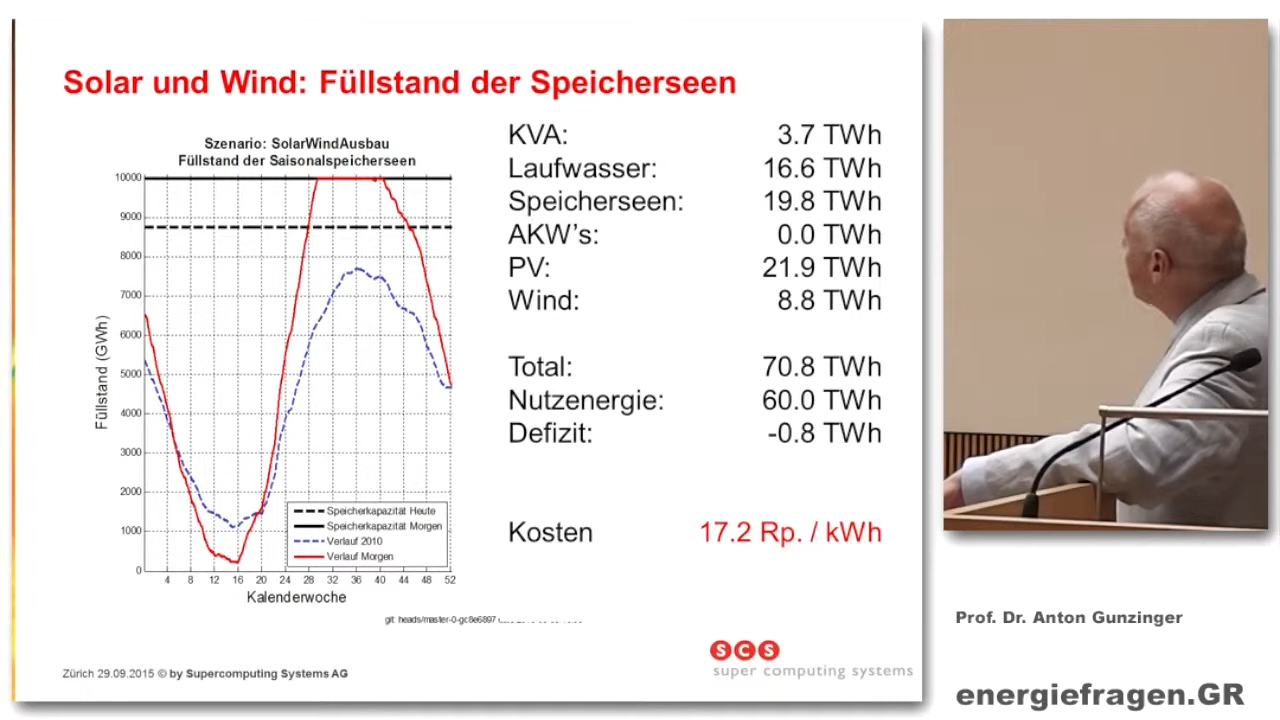 Solar und Wind: Füllstand der Speicherseen
Szenario: SolarWindAusbau
Füllstand der Saisonalspeicherseen
10000
9000
8000
7000
6000
5000
4000
3000
2000
1000
0
Füllstand (GWh)
4 8 12 16 20 24 28 32 36 40 44 48 52
Kalenderwoche
Speicherkapazität Heute
Speicherkapazität Morgen
Verlauf 2010
Verlauf Morgen
git: heads/master-0-gc8e6897
KVA: 3.7 TWh
Laufwasser: 16.6 TWh
Speicherseen: 19.8 TWh
AKW's: 0.0 TWh
PV: 21.9 TWh
Wind: 8.8 TWh
Total: 70.8 TWh
Nutzenergie: 60.0 TWh
Defizit: -0.8 TWh
Kosten 17.2 Rp. / kWh
Zürich 29.09.2015 © by Supercomputing Systems AG
SCS
super computing systems
Prof. Dr. Anton Gunzinger
energiefragen.GR